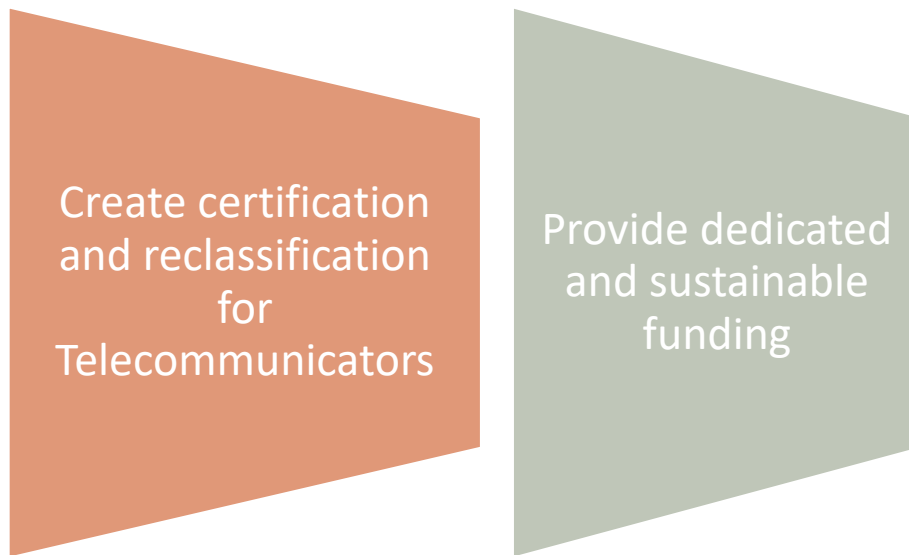 Create certification
and reclassification
for
Telecommunicators
Provide dedicated
and sustainable
funding